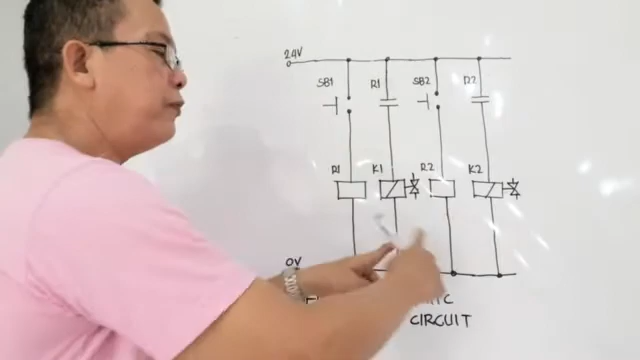 24V
SB1 R1 SB2 R2
R1 K1 R2 K2
0V
CIRCUIT